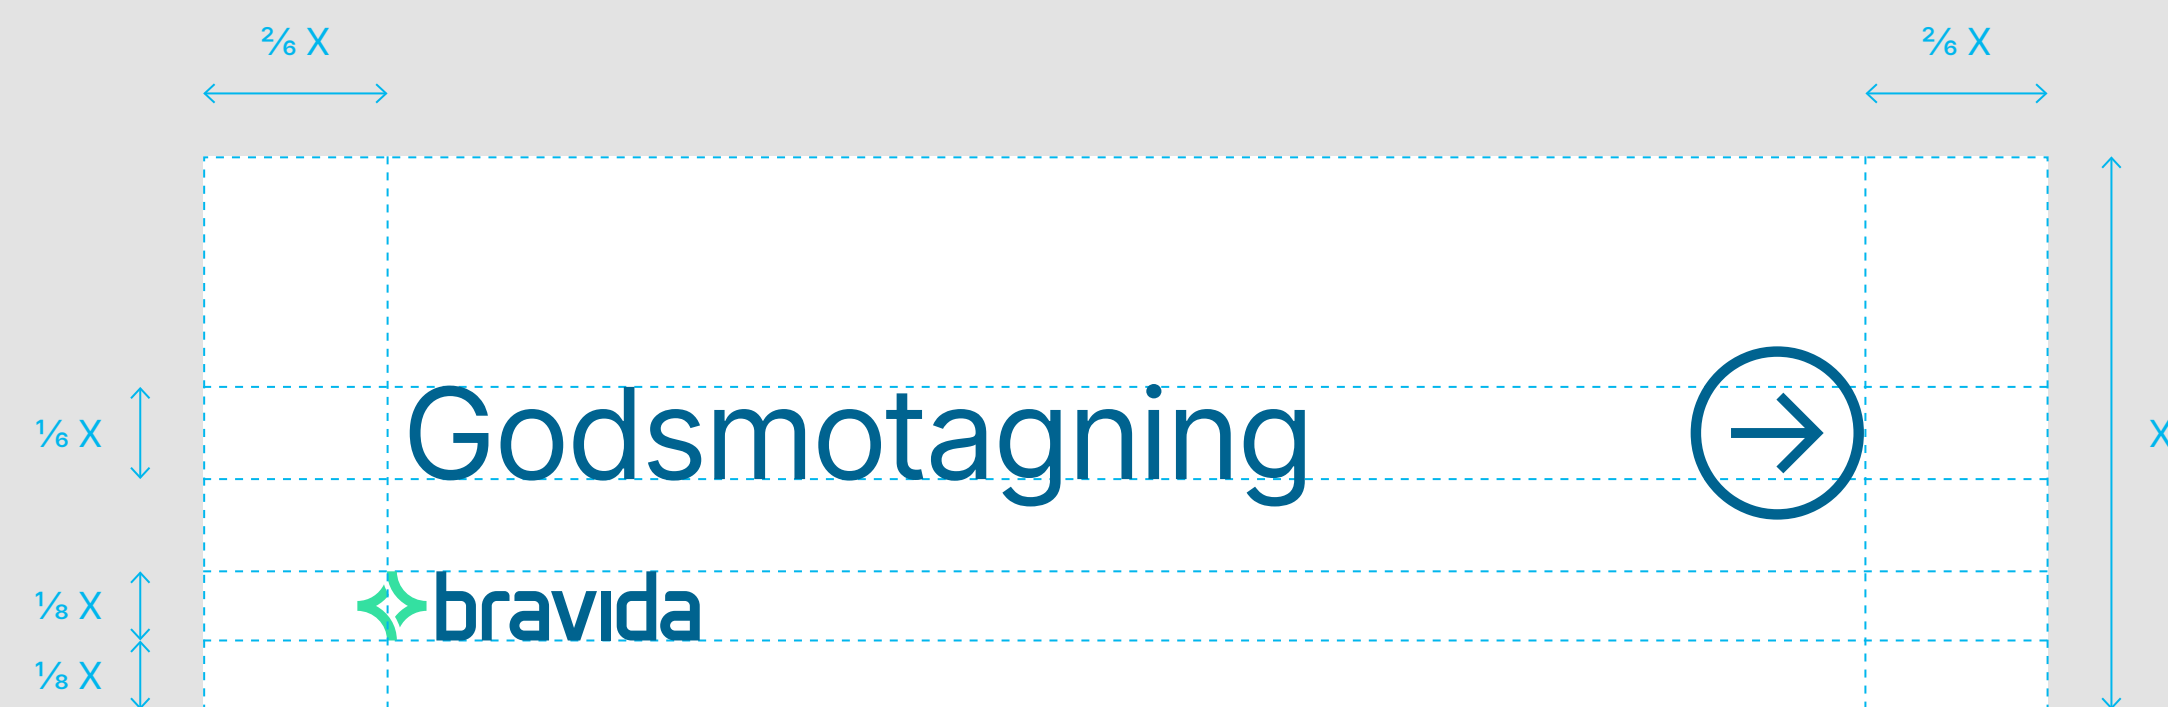 ²⁄₆ X ²⁄₆ X
Godsmotagning
¹⁄₆ X
X
bravida
¹⁄₈ X
¹⁄₈ X